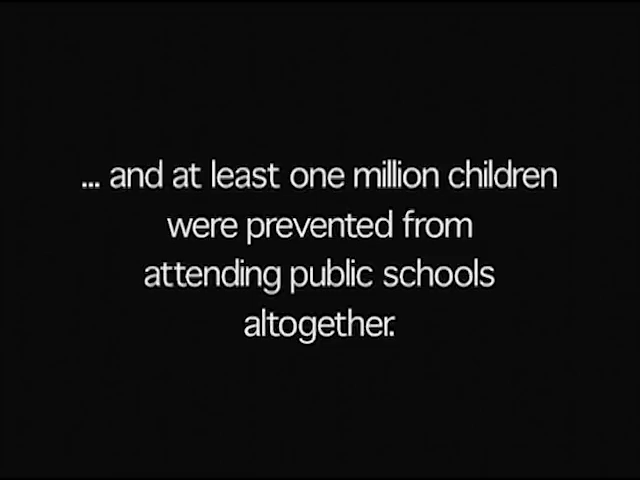 ... and at least one million children
were prevented from
attending public schools
altogether.